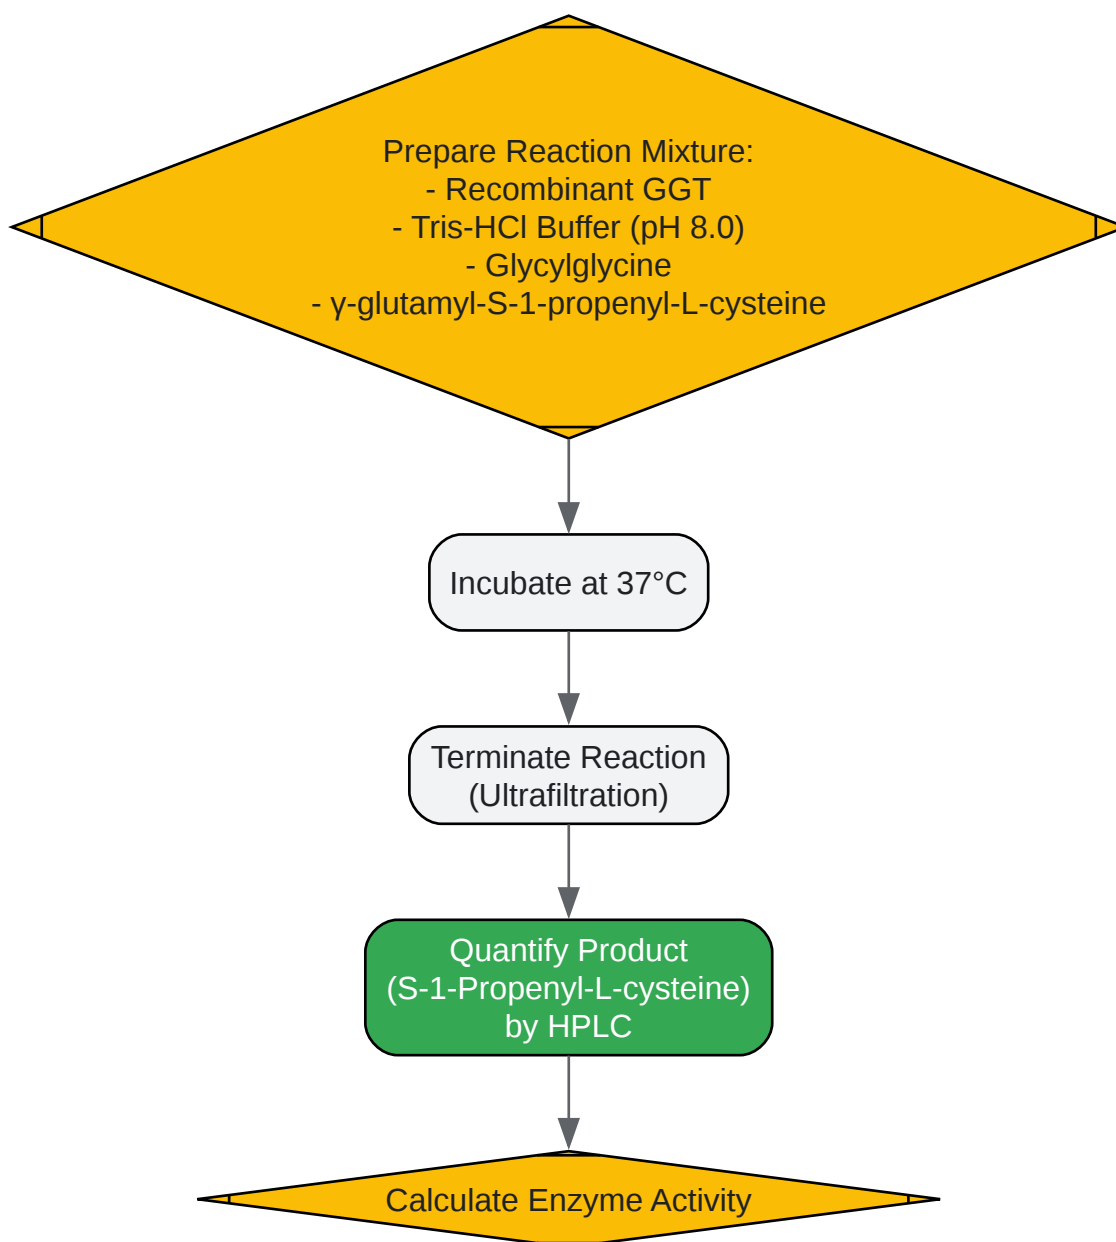 Prepare Reaction Mixture:
- Recombinant GGT
- Tris-HCl Buffer (pH 8.0)
- Glycylglycine
- γ-glutamyl-S-1-propenyl-L-cysteine
Incubate at 37°C
Terminate Reaction
(Ultrafiltration)
Quantify Product
(S-1-Propenyl-L-cysteine)
by HPLC
Calculate Enzyme Activity